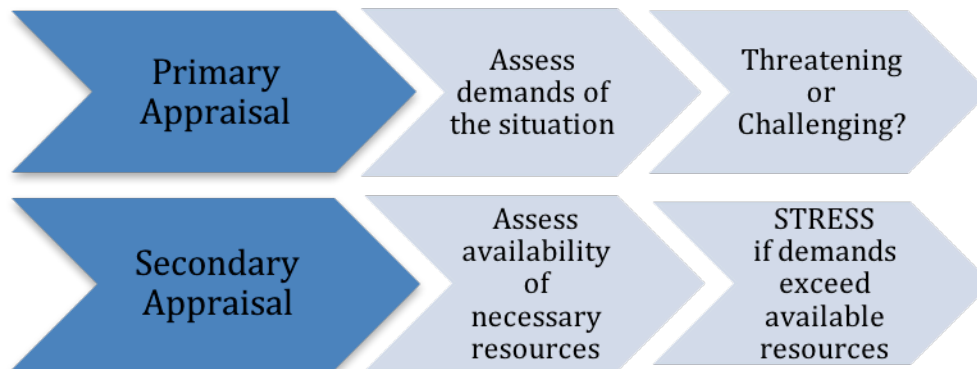 Primary
Appraisal
Assess
demands of
the situation
Threatening
or
Challenging?
Secondary
Appraisal
Assess
availability
of
necessary
resources
STRESS
if demands
exceed
available
resources